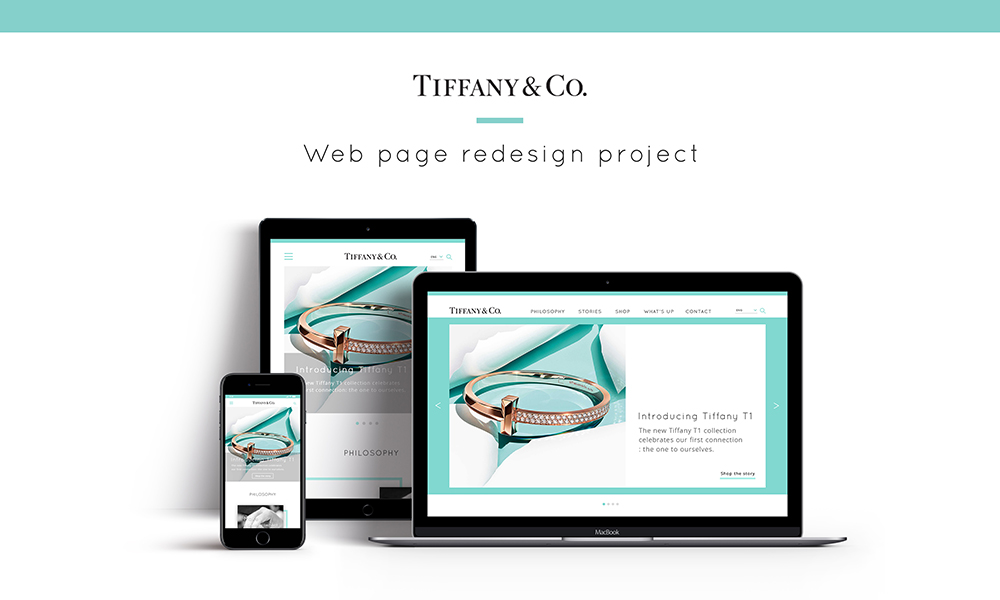 TIFFANY & CO.
Web page redesign project
TIFFANY & CO.
ENG
Introducing Tiffany T1
new Tiffany T1 collection celebrates
first connection: the one to ourselves.
PHILOSOPHY
TIFFANY & CO.
PHILOSOPHY
TIFFANY & CO.
PHILOSOPHY STORIES SHOP WHAT'S UP CONTACT
ENG
<
>
Introducing Tiffany T1
The new Tiffany T1 collection
celebrates our first connection
: the one to ourselves.
Shop the story
MacBook